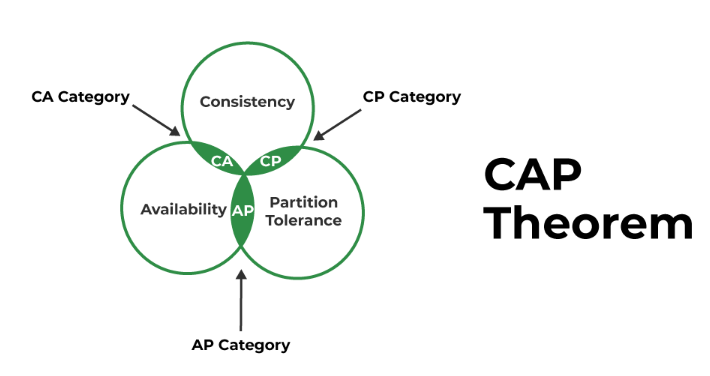 CA Category
Consistency
CP Category
CA
CP
Availability
AP
Partition
Tolerance
AP Category
CAP
Theorem